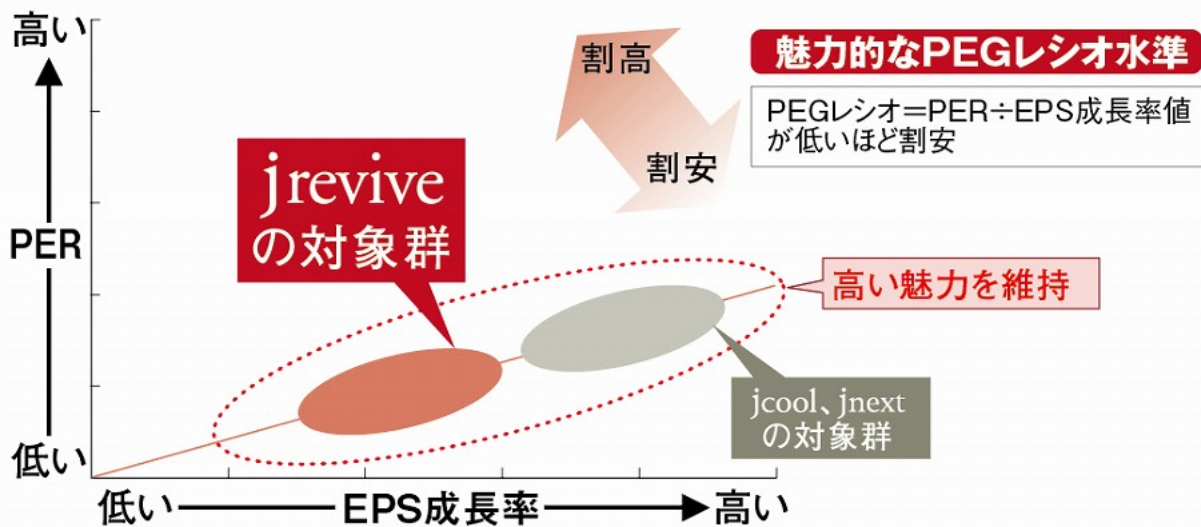 高い
PER
低い
低い
EPS成長率
高い
割高
割安
魅力的なPEGレシオ水準
PEGレシオ＝PER÷EPS成長率値
が低いほど割安
jrevive
の対象群
高い魅力を維持
jcool、jnext
の対象群